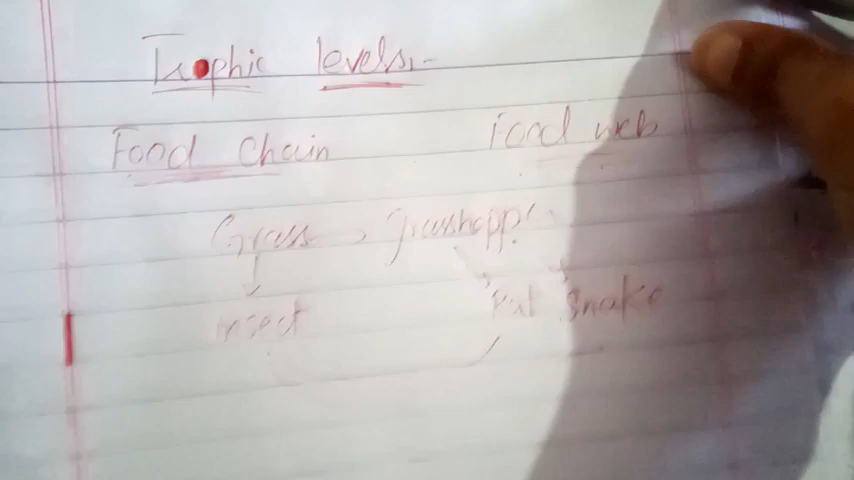 Trophic levels:-
Food Chain Food web
Grass → Grasshopp
insect Rat Snake